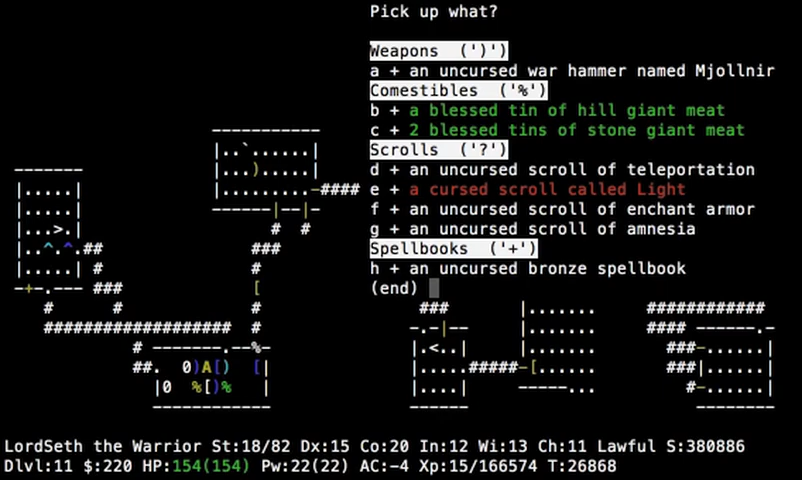 Pick up what?
Weapons (')')
a + an uncursed war hammer named Mjollnir
Comestibles ('%')
b + a blessed tin of hill giant meat
c + 2 blessed tins of stone giant meat
Scrolls ('?')
d + an uncursed scroll of teleportation
e + a cursed scroll called Light
f + an uncursed scroll of enchant armor
g + an uncursed scroll of amnesia
Spellbooks ('+')
h + an uncursed bronze spellbook
(end)
LordSeth the Warrior St:18/82 Dx:15 Co:20 In:12 Wi:13 Ch:11 Lawful S:380886
Dlvl:11 $:220 HP:154(154) Pw:22(22) AC:-4 Xp:15/166574 T:26868